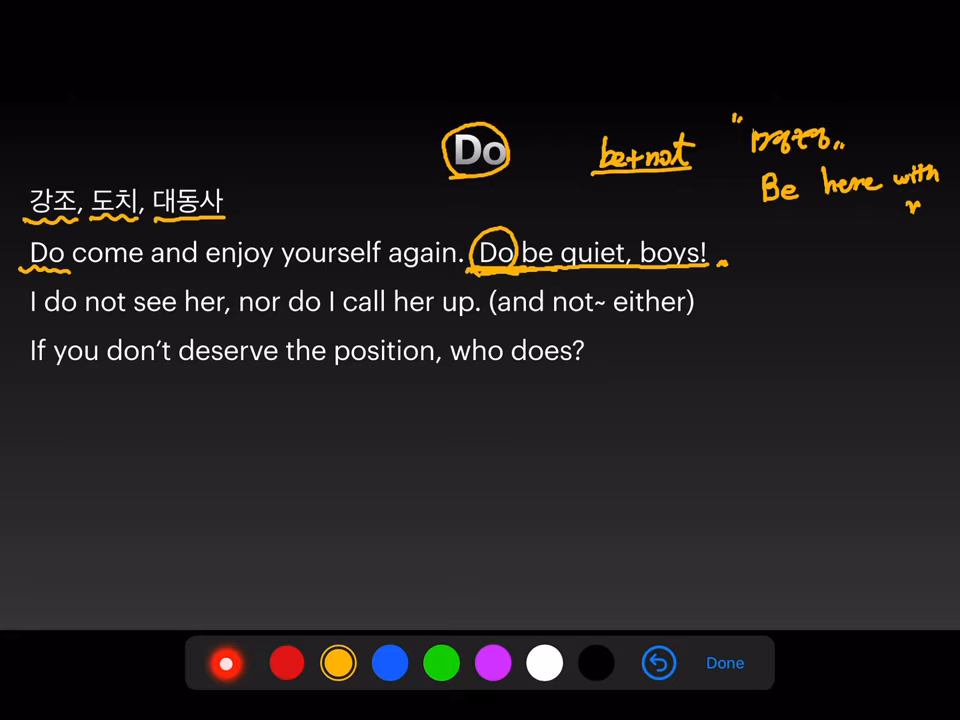 Do
be+not
"명령"
Be here with
강조, 도치, 대동사
Do come and enjoy yourself again. Do be quiet, boys!
I do not see her, nor do I call her up. (and not~ either)
If you don't deserve the position, who does?
Done